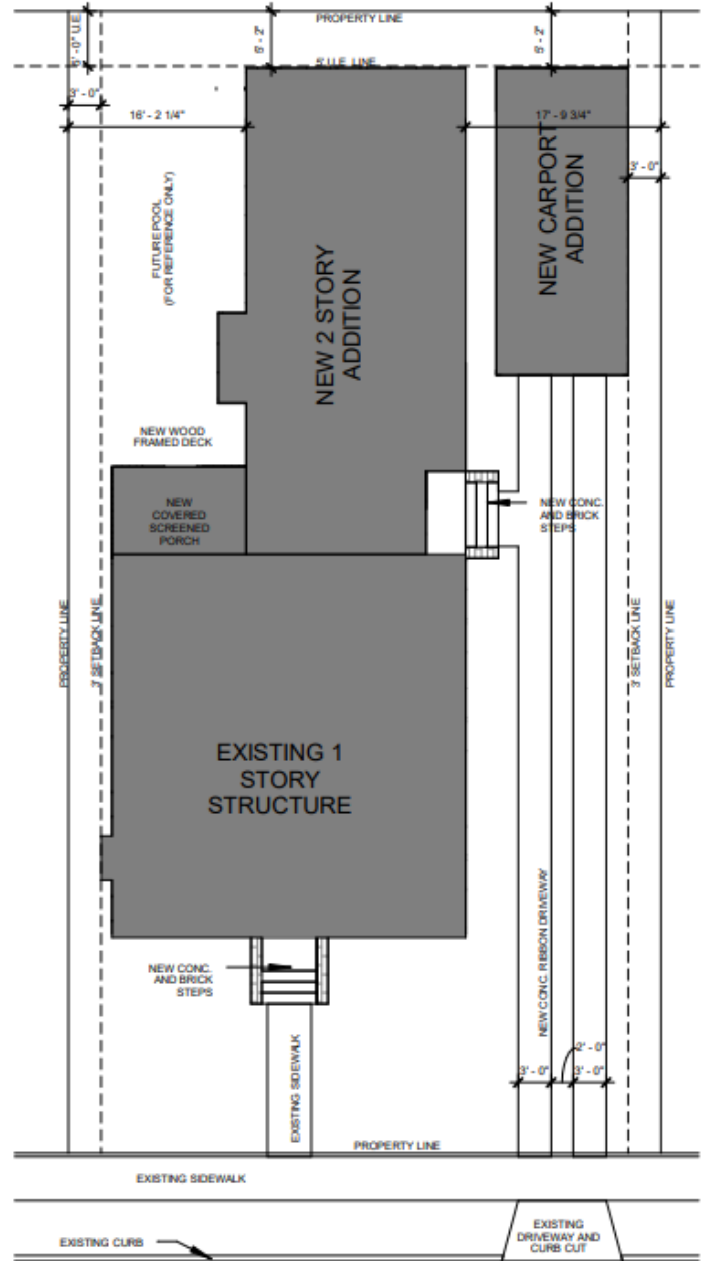 PROPERTY LINE
5'-0" U.E.
5' - 2"
5' - 2"
5' U.E. LINE
3' - 0"
16' - 2 1/4"
17' - 9 3/4"
3' - 0"
FUTURE POOL
(FOR REFERENCE ONLY)
NEW 2 STORY
ADDITION
NEW CARPORT
ADDITION
NEW WOOD
FRAMED DECK
NEW
COVERED
SCREENED
PORCH
NEW CONC.
AND BRICK
STEPS
PROPERTY LINE
3' SETBACK LINE
3' SETBACK LINE
PROPERTY LINE
EXISTING 1
STORY
STRUCTURE
NEW CONC. RIBBON DRIVEWAY
NEW CONC.
AND BRICK
STEPS
EXISTING SIDEWALK
2' - 0"
3' - 0"
3' - 0"
PROPERTY LINE
EXISTING SIDEWALK
EXISTING
DRIVEWAY AND
CURB CUT
EXISTING CURB